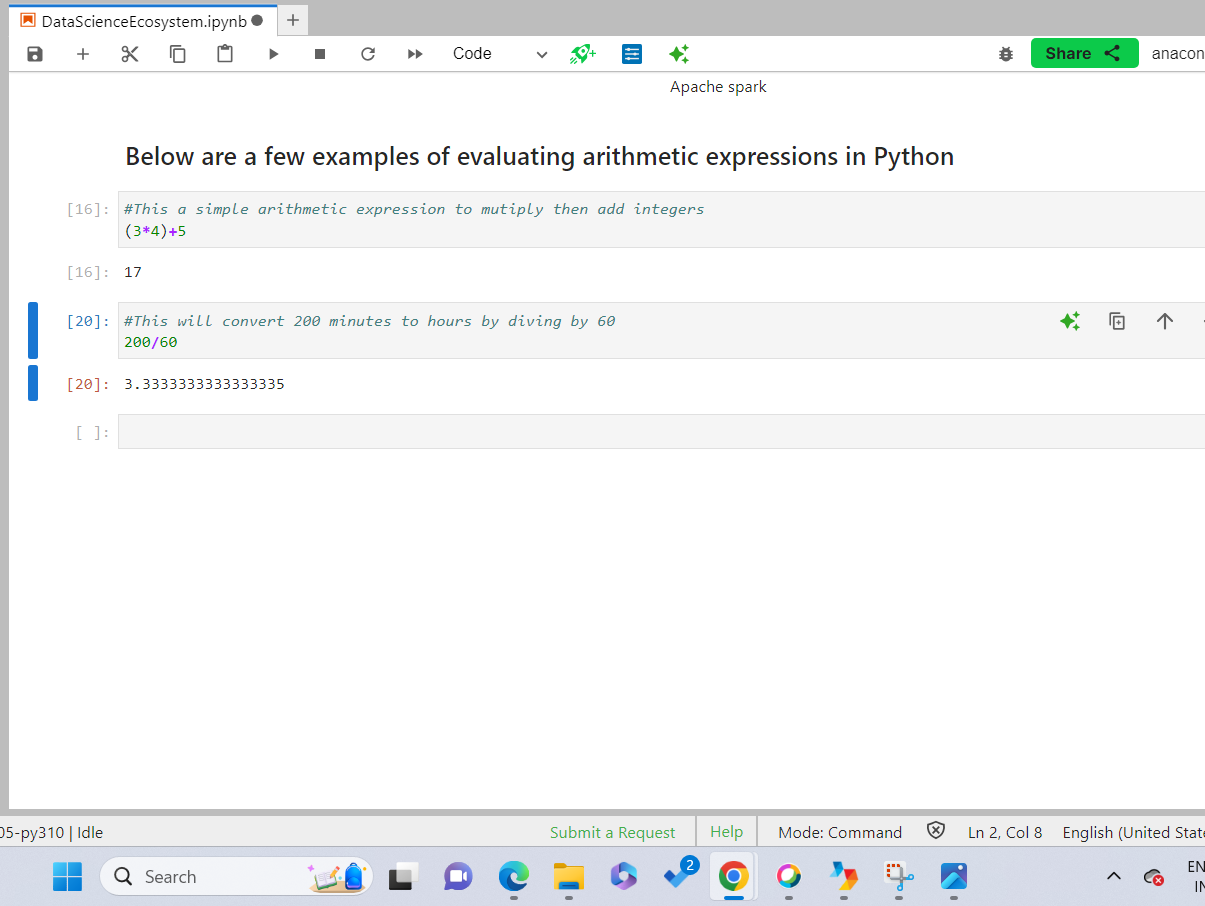 DataScienceEcosystem.ipynb
Code
Share
anacon
Apache spark
Below are a few examples of evaluating arithmetic expressions in Python
[16]: #This a simple arithmetic expression to mutiply then add integers
(3*4)+5
[16]: 17
[20]: #This will convert 200 minutes to hours by diving by 60
200/60
[20]: 3.3333333333333335
[ ]:
05-py310 | Idle
Submit a Request
Help
Mode: Command
Ln 2, Col 8
English (United State
Search
2
EN
IN